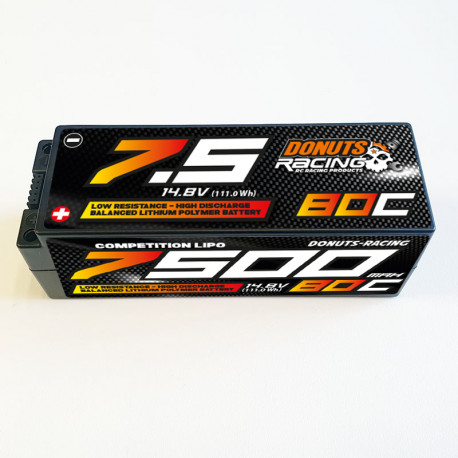 7.5
14.8V (111.0 Wh)
LOW RESISTANCE - HIGH DISCHARGE
BALANCED LITHIUM POLYMER BATTERY
DONUTS
RACING
RC RACING PRODUCTS
80C
COMPETITION LIPO
DONUTS-RACING
7500 MAH
LOW RESISTANCE - HIGH DISCHARGE
BALANCED LITHIUM POLYMER BATTERY
14.8V
(111.0 Wh)
80C